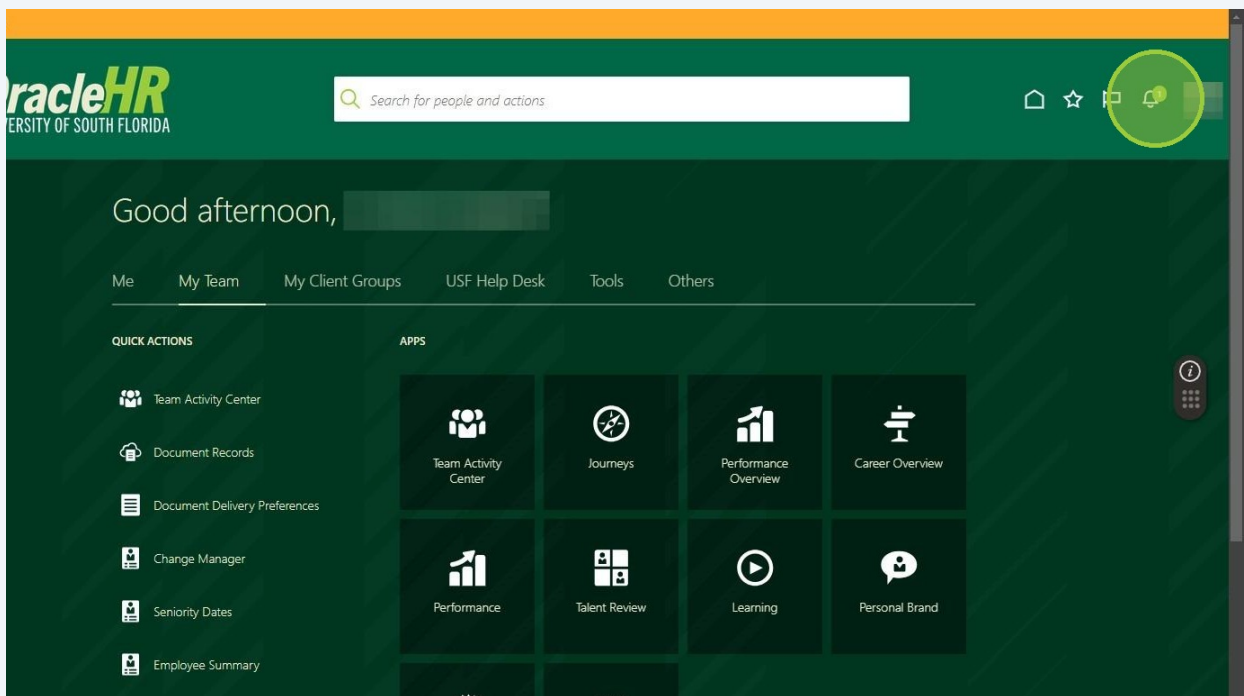 racleHR
ERSITY OF SOUTH FLORIDA
Search for people and actions
1
Good afternoon,
Me My Team My Client Groups USF Help Desk Tools Others
QUICK ACTIONS
APPS
Team Activity Center
Document Records
Document Delivery Preferences
Change Manager
Seniority Dates
Employee Summary
Team Activity
Center
Journeys
Performance
Overview
Career Overview
Performance
Talent Review
Learning
Personal Brand